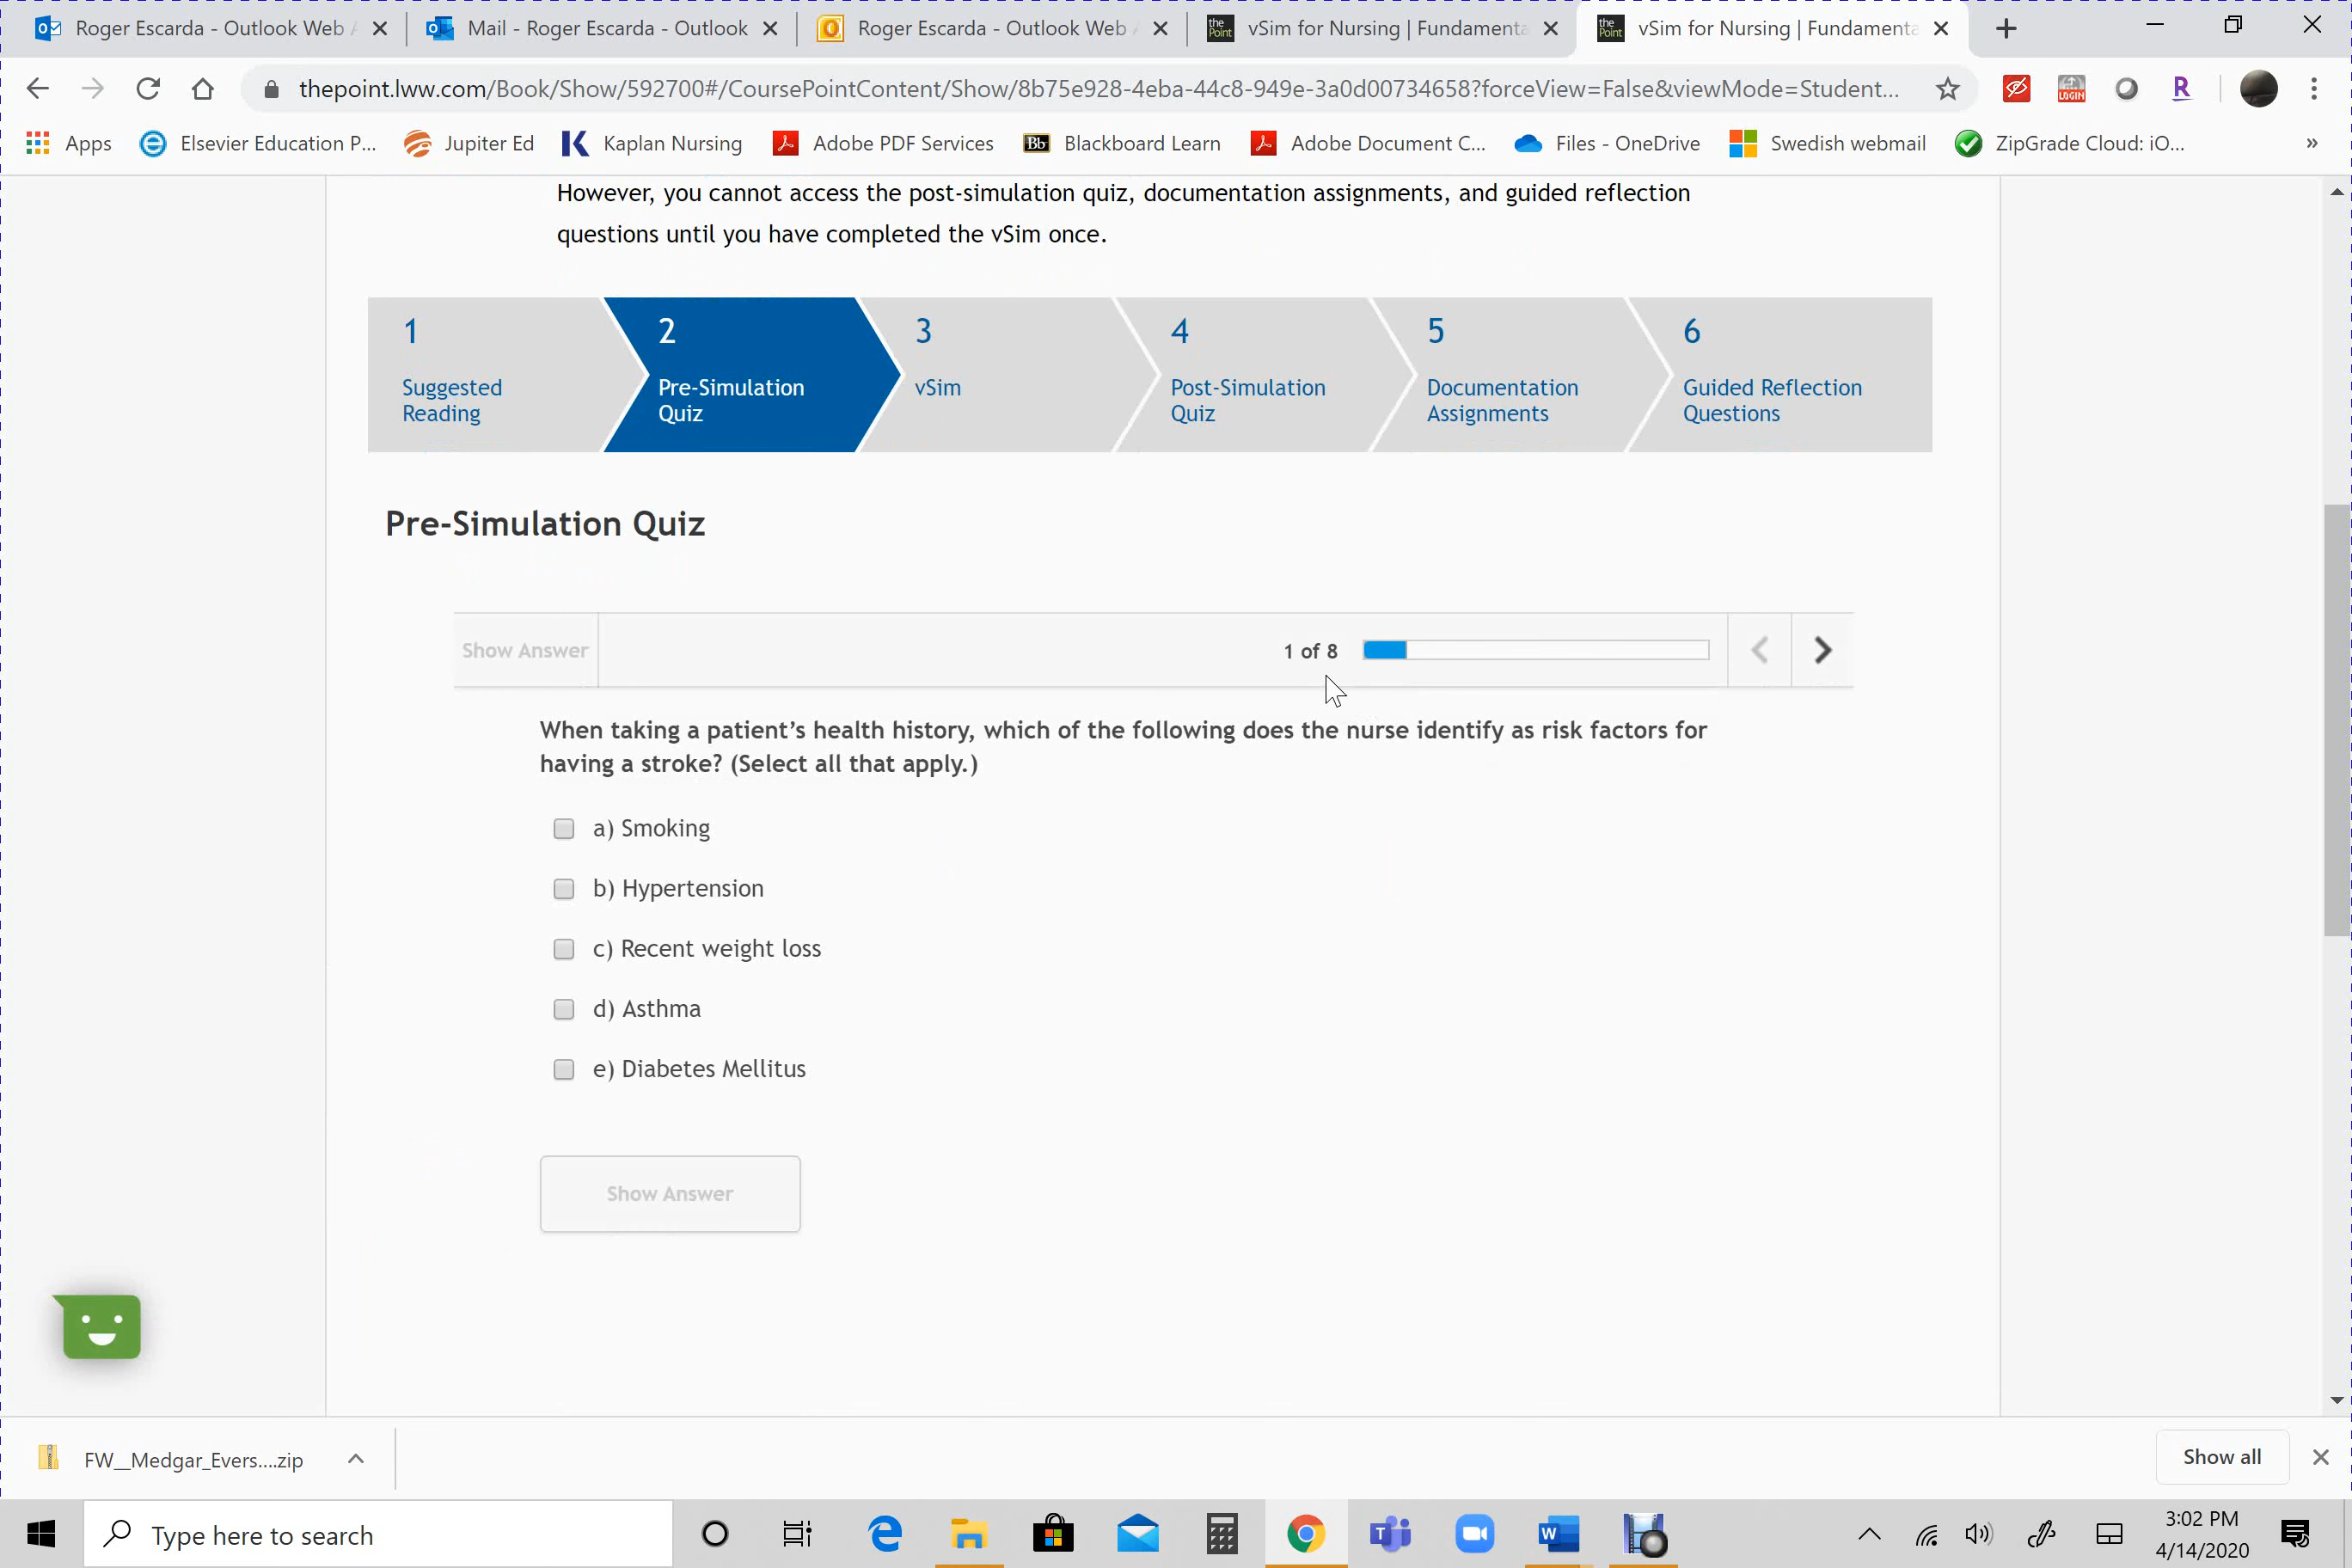 Roger Escarda - Outlook Web A
Mail - Roger Escarda - Outlook
Roger Escarda - Outlook Web A
the Point
vSim for Nursing | Fundamenta
the Point
vSim for Nursing | Fundamenta
thepoint.lww.com/Book/Show/592700#/CoursePointContent/Show/8b75e928-4eba-44c8-949e-3a0d00734658?forceView=False&viewMode=Student...
LOGIN
R
Apps
Elsevier Education P...
Jupiter Ed
Kaplan Nursing
Adobe PDF Services
Bb
Blackboard Learn
Adobe Document C...
Files - OneDrive
Swedish webmail
ZipGrade Cloud: iO...
»
However, you cannot access the post-simulation quiz, documentation assignments, and guided reflection
questions until you have completed the vSim once.
1
Suggested
Reading
2
Pre-Simulation
Quiz
3
vSim
4
Post-Simulation
Quiz
5
Documentation
Assignments
6
Guided Reflection
Questions
Pre-Simulation Quiz
Show Answer
1 of 8
When taking a patient’s health history, which of the following does the nurse identify as risk factors for
having a stroke? (Select all that apply.)
a) Smoking
b) Hypertension
c) Recent weight loss
d) Asthma
e) Diabetes Mellitus
Show Answer
FW__Medgar_Evers....zip
Show all
Type here to search
3:02 PM
4/14/2020